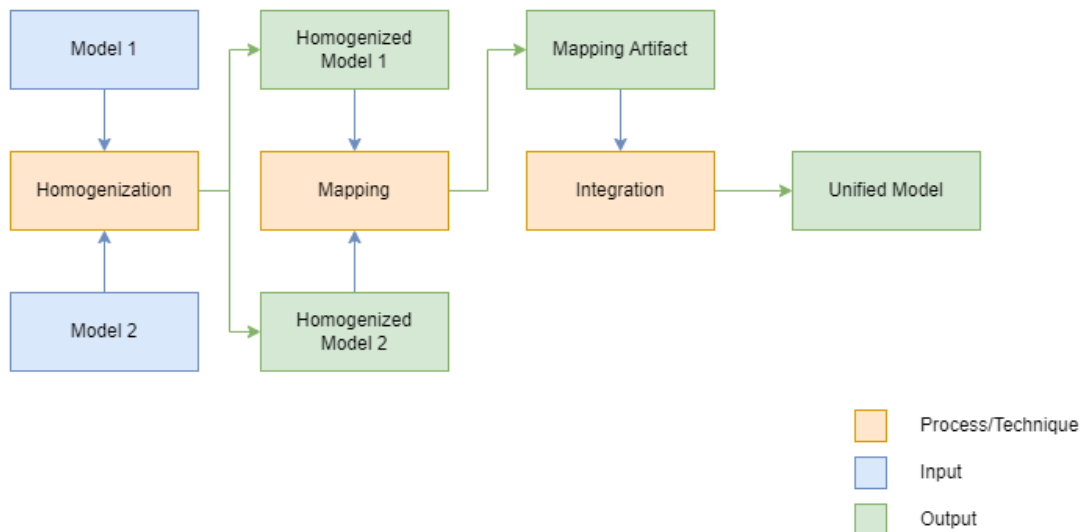 Model 1
Homogenized
Model 1
Mapping Artifact
Homogenization
Mapping
Integration
Unified Model
Model 2
Homogenized
Model 2
Process/Technique
Input
Output